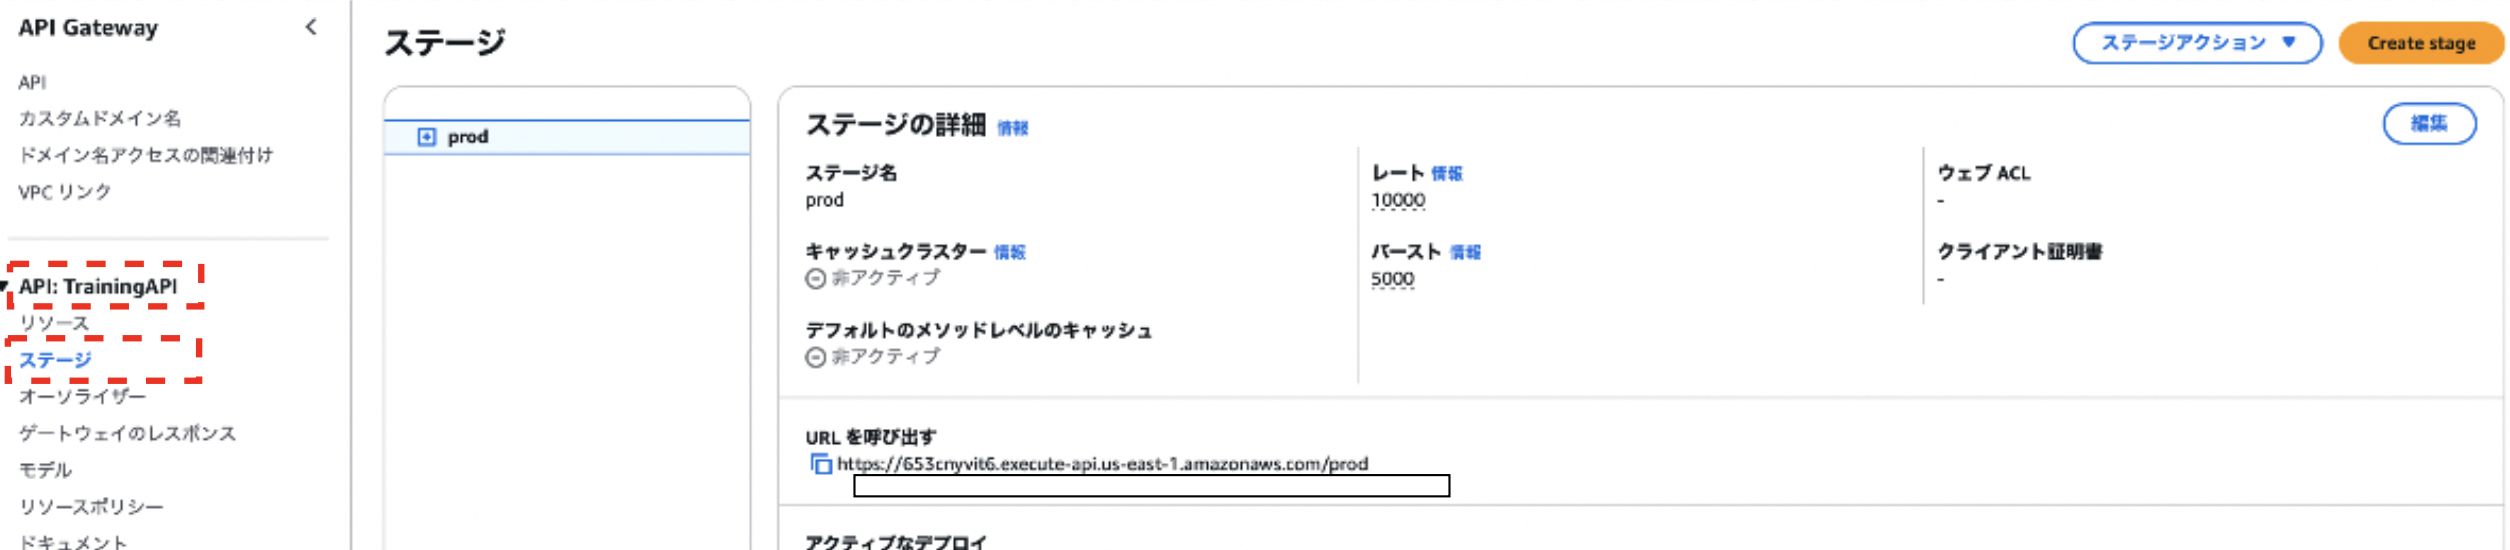 API Gateway
API
カスタムドメイン名
ドメイン名アクセスの関連付け
VPC リンク
API: TrainingAPI
リソース
ステージ
オーソライザー
ゲートウェイのレスポンス
モデル
リソースポリシー
ドキュメント
ステージ
ステージアクション
Create stage
prod
ステージの詳細 情報
編集
ステージ名
prod
キャッシュクラスター 情報
非アクティブ
デフォルトのメソッドレベルのキャッシュ
非アクティブ
レート 情報
10000
バースト 情報
5000
ウェブ ACL
-
クライアント証明書
-
URL を呼び出す
https://653cnyvit6.execute-api.us-east-1.amazonaws.com/prod
アクティブなデプロイ